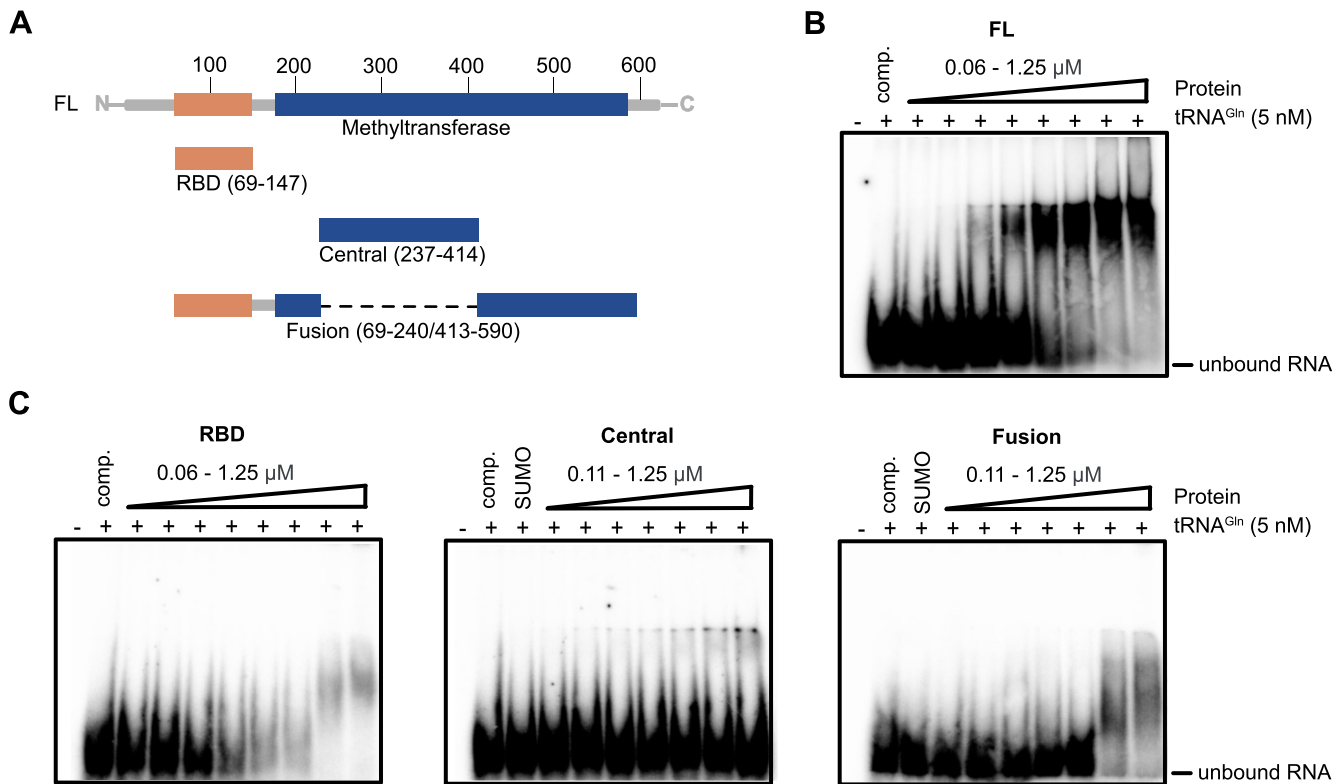 A
100 200 300 400 500 600
FL N C
Methyltransferase
RBD (69-147)
Central (237-414)
Fusion (69-240/413-590)
B
FL
comp.
0.06 - 1.25 µM
Protein
- + + + + + + + + + tRNAGln (5 nM)
unbound RNA
C
RBD
comp.
0.06 - 1.25 µM
- + + + + + + + + +
Central
comp. SUMO
0.11 - 1.25 µM
- + + + + + + + + +
Fusion
comp. SUMO
0.11 - 1.25 µM
Protein
- + + + + + + + + + tRNAGln (5 nM)
unbound RNA